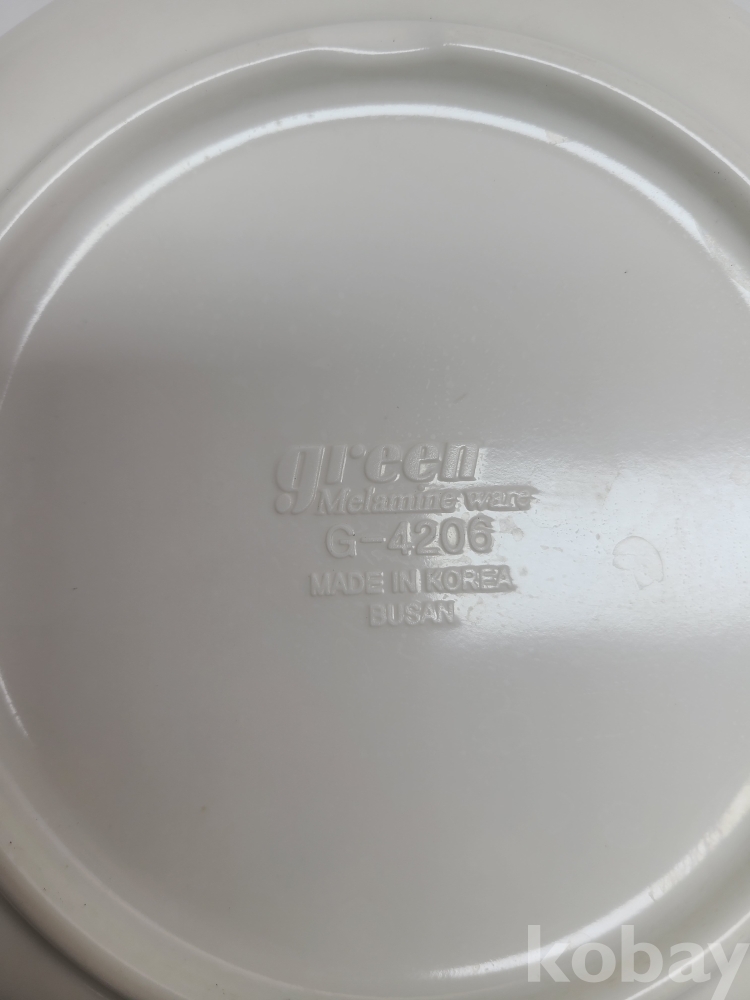 green
Melamine ware
G-4206
MADE IN KOREA
BUSAN
kobay